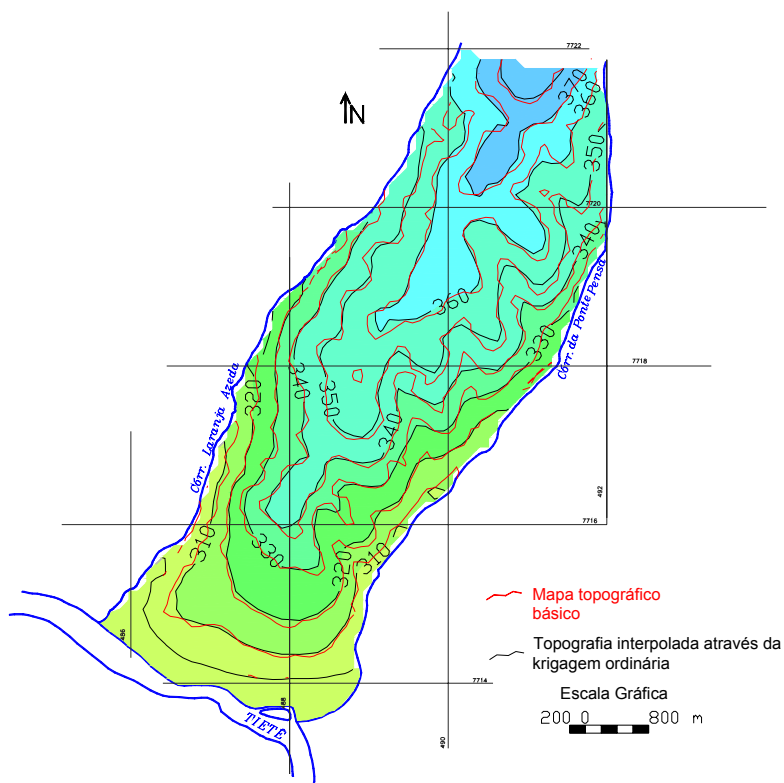 7722
370
360
N
350
7720
340
Córr. da Ponte Pensa
360
330
7718
Córr. Laranja Azeda
320
340
350
340
492
7716
310
330
320
310
Mapa topográfico
básico
486
Topografia interpolada através da
krigagem ordinária
7714
Escala Gráfica
488
TIETE
200 0 800 m
490